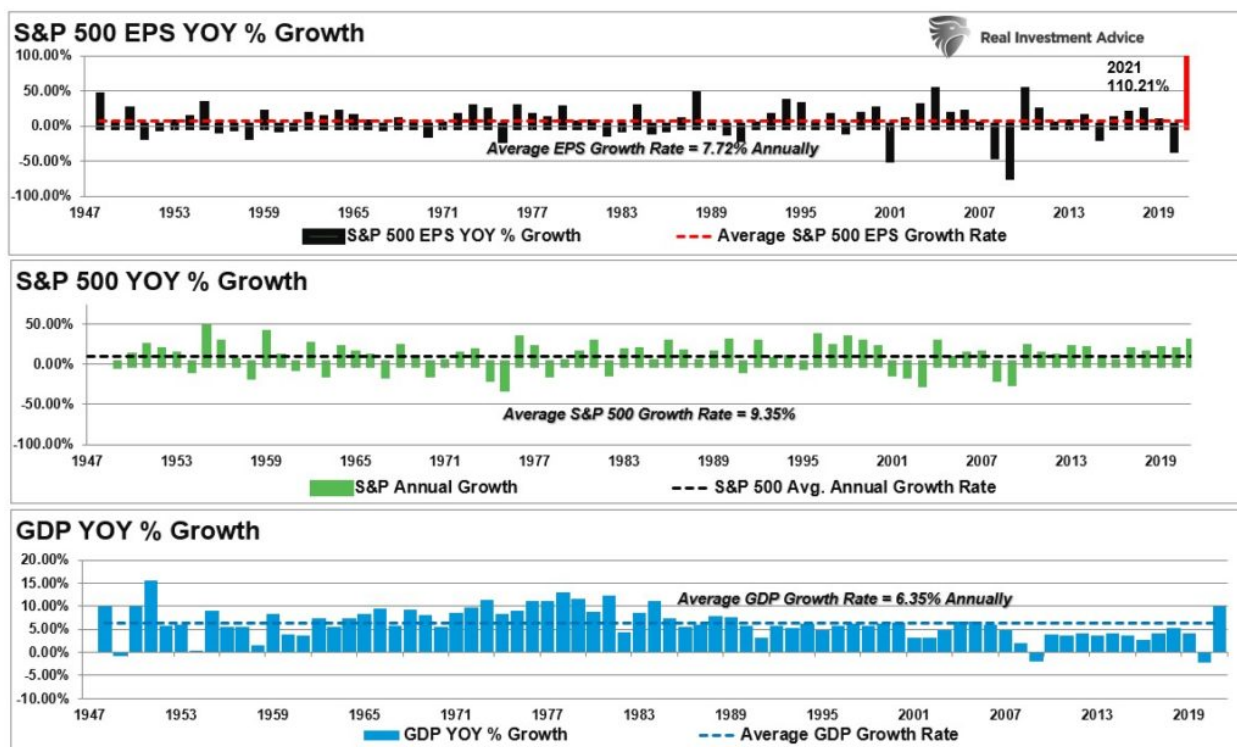 S&P 500 EPS YOY % Growth
Real Investment Advice
100.00%
50.00%
0.00%
-50.00%
-100.00%
2021
110.21%
Average EPS Growth Rate = 7.72% Annually
1947 1953 1959 1965 1971 1977 1983 1989 1995 2001 2007 2013 2019
S&P 500 EPS YOY % Growth Average S&P 500 EPS Growth Rate
S&P 500 YOY % Growth
50.00%
0.00%
-50.00%
-100.00%
Average S&P 500 Growth Rate = 9.35%
1947 1953 1959 1965 1971 1977 1983 1989 1995 2001 2007 2013 2019
S&P Annual Growth S&P 500 Avg. Annual Growth Rate
GDP YOY % Growth
20.00%
15.00%
10.00%
5.00%
0.00%
-5.00%
-10.00%
Average GDP Growth Rate = 6.35% Annually
1947 1953 1959 1965 1971 1977 1983 1989 1995 2001 2007 2013 2019
GDP YOY % Growth Average GDP Growth Rate